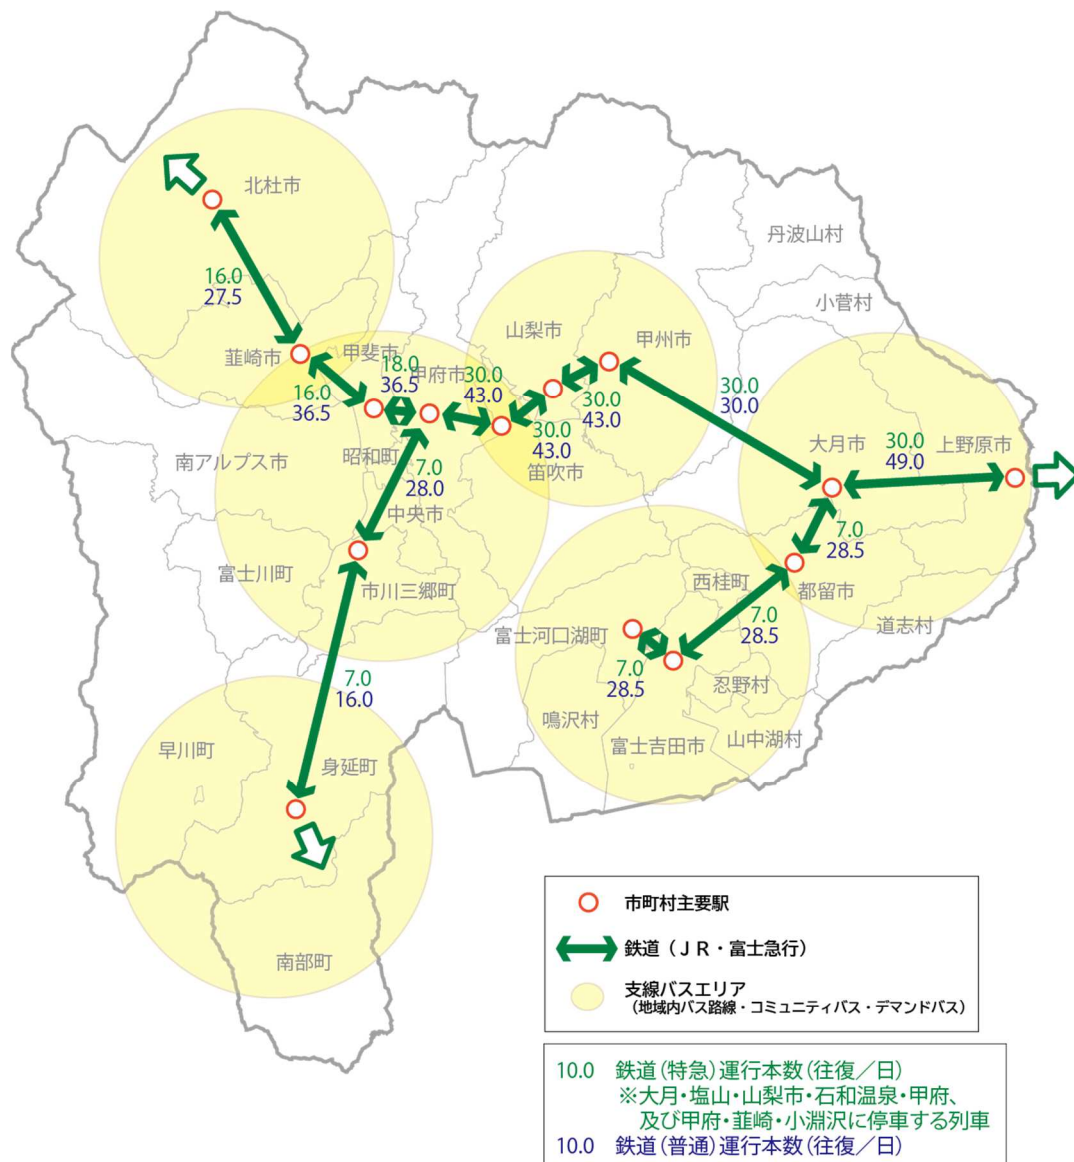 北杜市
丹波山村
16.0
27.5
小菅村
山梨市
甲州市
韮崎市
甲斐市
18.0
36.5
甲府市
30.0
43.0
16.0
36.5
30.0
43.0
30.0
43.0
30.0
30.0
大月市
30.0
49.0
上野原市
南アルプス市
昭和町
7.0
28.0
笛吹市
中央市
7.0
28.5
富士川町
市川三郷町
西桂町
都留市
道志村
富士河口湖町
7.0
28.5
7.0
28.5
忍野村
鳴沢村
富士吉田市
山中湖村
7.0
16.0
早川町
身延町
南部町
市町村主要駅
鉄道（ＪＲ・富士急行）
支線バスエリア
（地域内バス路線・コミュニティバス・デマンドバス）
10.0 鉄道(特急)運行本数(往復／日)
※大月・塩山・山梨市・石和温泉・甲府、
及び甲府・韮崎・小淵沢に停車する列車
10.0 鉄道(普通)運行本数(往復／日)